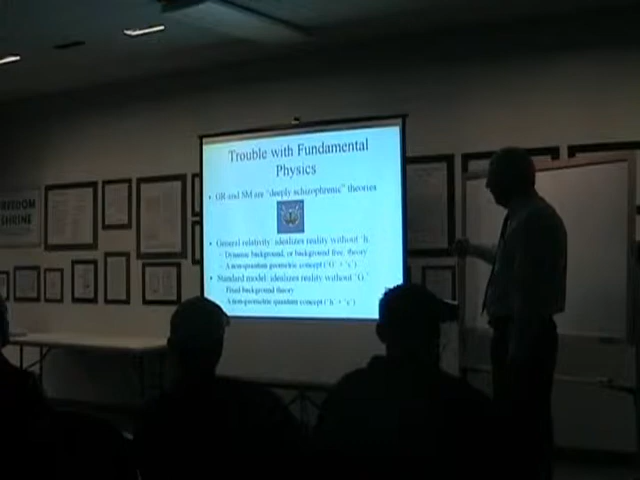 Trouble with Fundamental
Physics
• GR and SM are "deeply schizophrenic" theories
• General relativity: idealizes reality without "h."
- Dynamic background, or background free, theory
- A non-quantum geometric concept ("G" + "c")
• Standard model: idealizes reality without "G."
- Fixed background theory
- A non-geometric quantum concept ("h" + "c")
FREEDOM
SHRINE